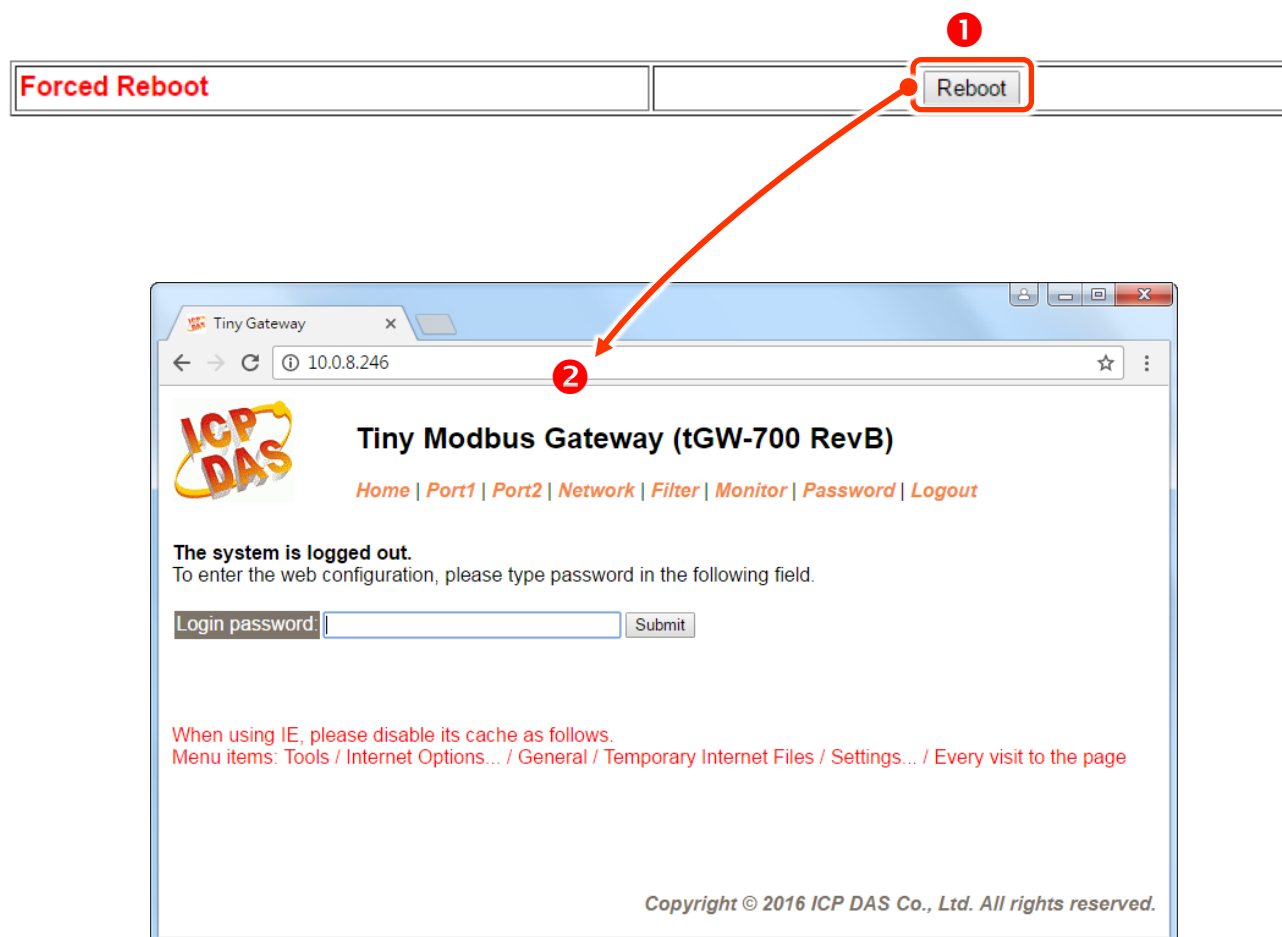 1
Forced Reboot Reboot
Tiny Gateway
10.0.8.246
2
ICP
DAS
Tiny Modbus Gateway (tGW-700 RevB)
Home | Port1 | Port2 | Network | Filter | Monitor | Password | Logout
The system is logged out.
To enter the web configuration, please type password in the following field.
Login password: Submit
When using IE, please disable its cache as follows.
Menu items: Tools / Internet Options... / General / Temporary Internet Files / Settings... / Every visit to the page
Copyright © 2016 ICP DAS Co., Ltd. All rights reserved.